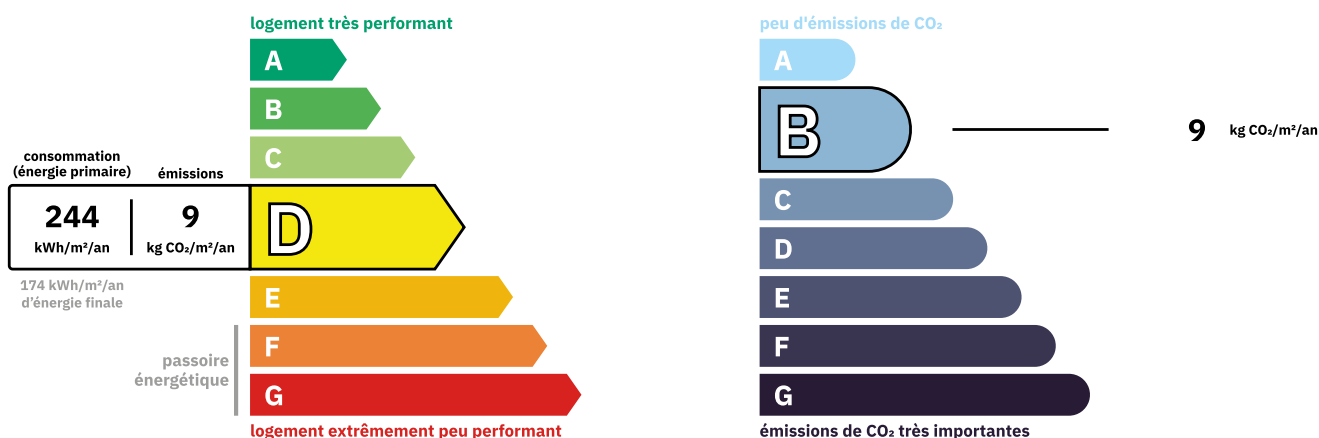 logement très performant
A
B
C
consommation
(énergie primaire)
émissions
244
kWh/m²/an
9
kg CO₂/m²/an
D
174 kWh/m²/an
d'énergie finale
E
F
passoire
énergétique
G
logement extrêmement peu performant
peu d'émissions de CO₂
A
B
9 kg CO₂/m²/an
C
D
E
F
G
émissions de CO₂ très importantes